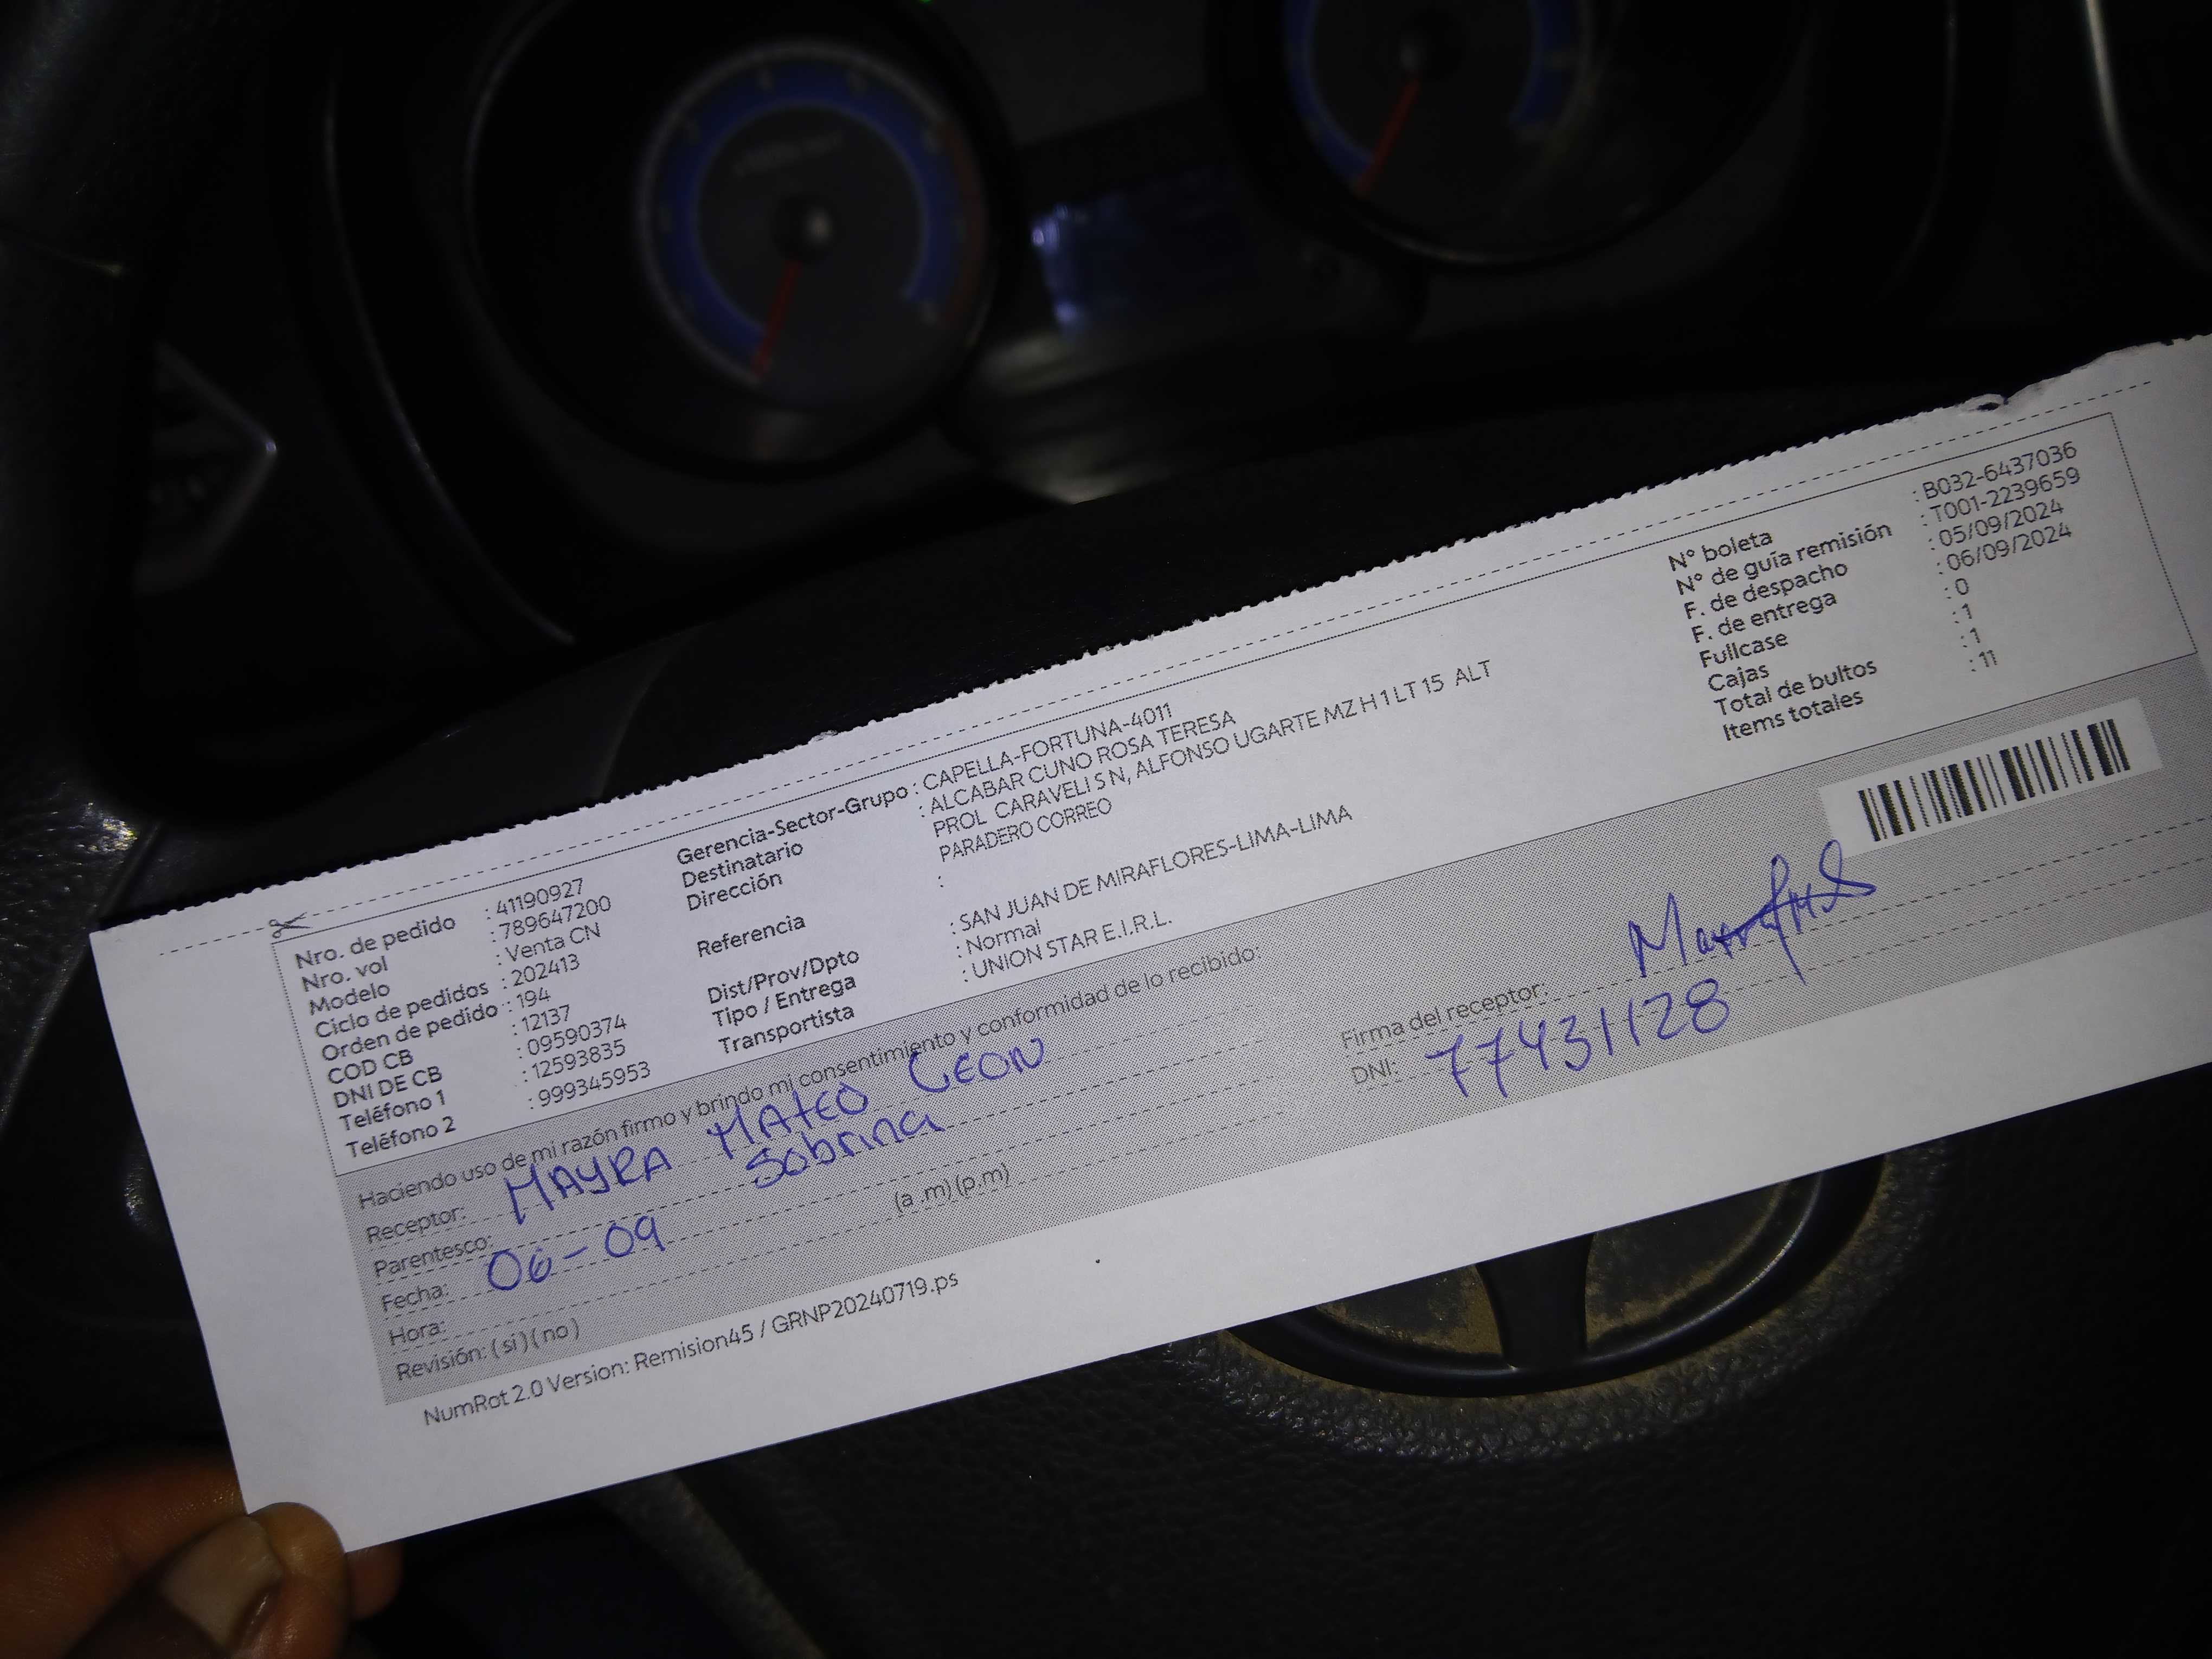 Nro. de pedido : 41190927
Nro. vol : 789647200
Modelo : Venta CN
Ciclo de pedidos : 202413
Orden de pedido : 194
COD CB : 12137
DNI DE CB : 09590374
Teléfono 1 : 12593835
Teléfono 2 : 999345953
Gerencia-Sector-Grupo : CAPELLA-FORTUNA-4011
Destinatario : ALCABAR CUNO ROSA TERESA
Dirección PROL CARAVELI S N, ALFONSO UGARTE MZ H 1 LT 15 ALT
PARADERO CORREO
Referencia :
Dist/Prov/Dpto : SAN JUAN DE MIRAFLORES-LIMA-LIMA
Tipo / Entrega : Normal
Transportista : UNION STAR E.I.R.L.
N° boleta : B032-6437036
N° de guía remisión : T001-2239659
F. de despacho : 05/09/2024
F. de entrega : 06/09/2024
Fullcase : 0
Cajas : 1
Total de bultos : 1
Items totales : 11
Haciendo uso de mi razón firmo y brindo mi consentimiento y conformidad de lo recibido:
Receptor: MAYRA MATEO LEON
Parentesco: Sobrina
Fecha: 06-09
Hora: (a .m) (p.m)
Revisión: ( si ) ( no )
Firma del receptor:
DNI: 77431128
NumRot 2.0 Version: Remision45 / GRNP20240719.ps